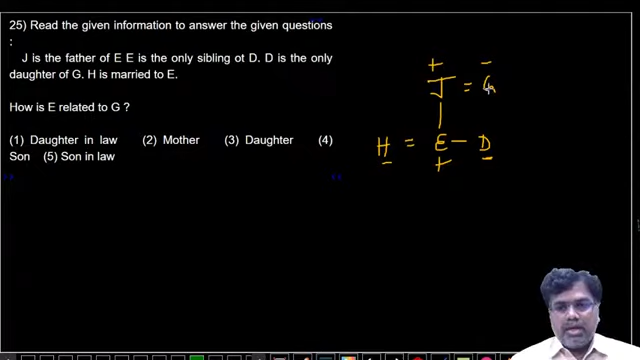 25) Read the given information to answer the given questions
:
J is the father of E E is the only sibling ot D. D is the only
daughter of G. H is married to E.
How is E related to G ?
(1) Daughter in law (2) Mother (3) Daughter (4)
Son (5) Son in law
+ −
J = G
H = E − D
− + −